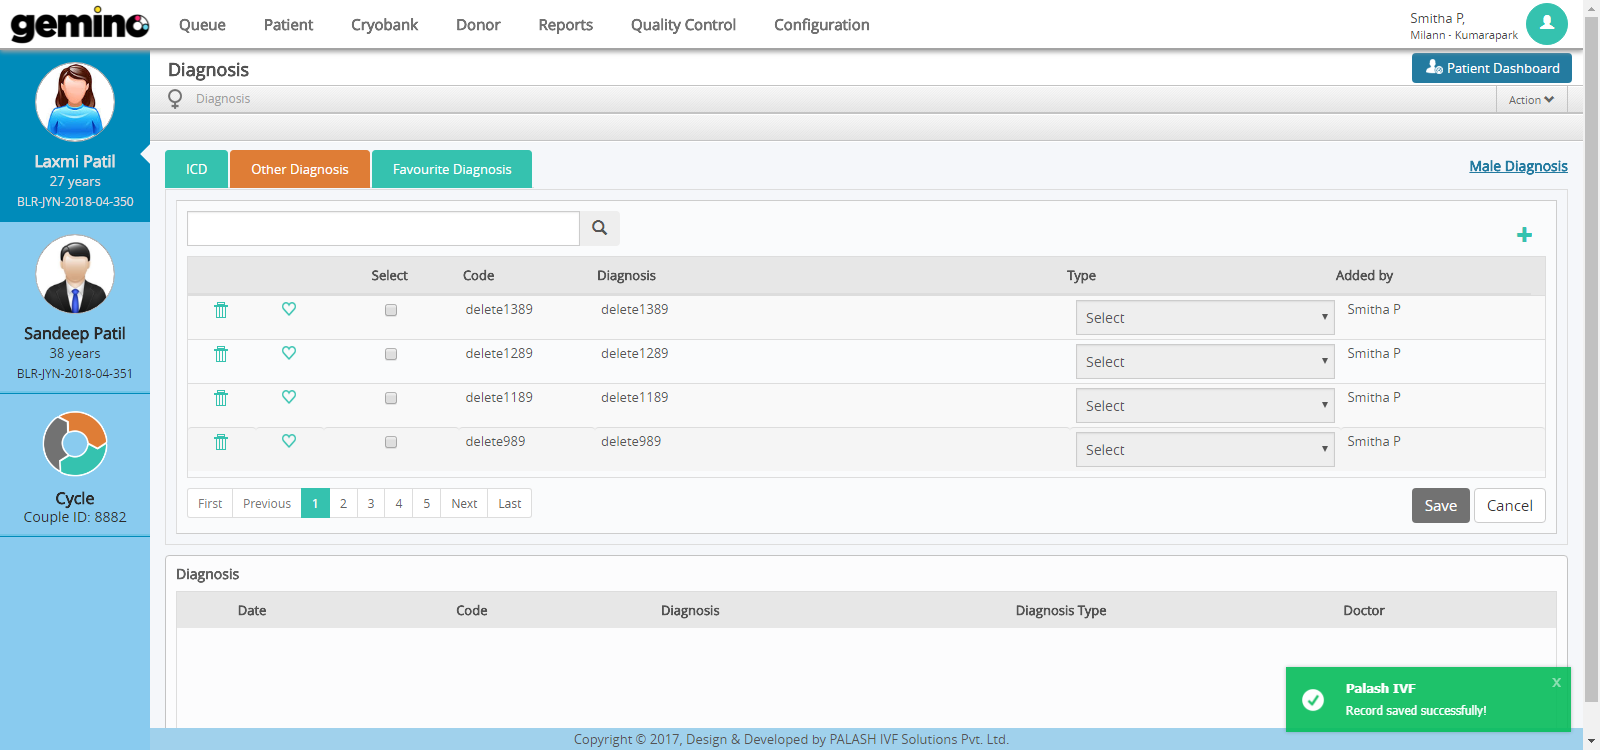 gemino
Queue Patient Cryobank Donor Reports Quality Control Configuration
Smitha P,
Milann - Kumarapark
Laxmi Patil
27 years
BLR-JYN-2018-04-350
Sandeep Patil
38 years
BLR-JYN-2018-04-351
Cycle
Couple ID: 8882
Diagnosis
Patient Dashboard
Diagnosis
Action
ICD Other Diagnosis Favourite Diagnosis
Male Diagnosis
Select Code Diagnosis Type Added by
delete1389 delete1389 Select Smitha P
delete1289 delete1289 Select Smitha P
delete1189 delete1189 Select Smitha P
delete989 delete989 Select Smitha P
First Previous 1 2 3 4 5 Next Last
Save Cancel
Diagnosis
Date Code Diagnosis Diagnosis Type Doctor
Palash IVF x
Record saved successfully!
Copyright © 2017, Design & Developed by PALASH IVF Solutions Pvt. Ltd.